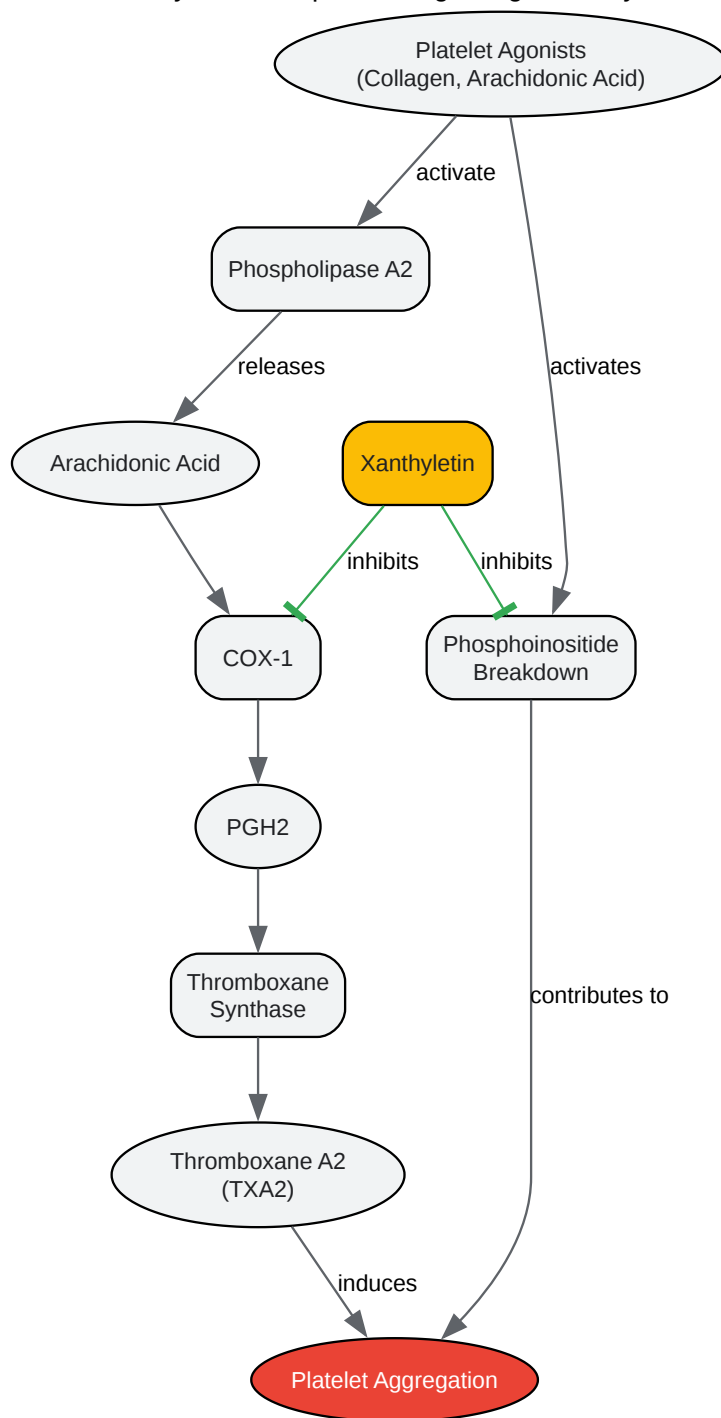 Platelet Agonists
(Collagen, Arachidonic Acid)
activate
Phospholipase A2
releases
activates
Arachidonic Acid
Xanthyletin
inhibits
inhibits
COX-1
Phosphoinositide
Breakdown
PGH2
Thromboxane
Synthase
contributes to
Thromboxane A2
(TXA2)
induces
Platelet Aggregation